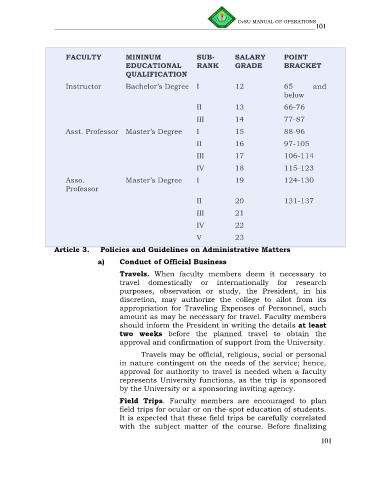 CvSU MANUAL OF OPERATIONS
101
FACULTY MININUM EDUCATIONAL QUALIFICATION SUB-RANK SALARY GRADE POINT BRACKET
Instructor Bachelor's Degree I 12 65 and below
II 13 66-76
III 14 77-87
Asst. Professor Master's Degree I 15 88-96
II 16 97-105
III 17 106-114
IV 18 115-123
Asso. Professor Master's Degree I 19 124-130
II 20 131-137
III 21
IV 22
V 23
Article 3. Policies and Guidelines on Administrative Matters
a) Conduct of Official Business
Travels. When faculty members deem it necessary to
travel domestically or internationally for research
purposes, observation or study, the President, in his
discretion, may authorize the college to allot from its
appropriation for Traveling Expenses of Personnel, such
amount as may be necessary for travel. Faculty members
should inform the President in writing the details at least
two weeks before the planned travel to obtain the
approval and confirmation of support from the University.
Travels may be official, religious, social or personal
in nature contingent on the needs of the service; hence,
approval for authority to travel is needed when a faculty
represents University functions, as the trip is sponsored
by the University or a sponsoring inviting agency.
Field Trips. Faculty members are encouraged to plan
field trips for ocular or on-the-spot education of students.
It is expected that these field trips be carefully correlated
with the subject matter of the course. Before finalizing
101